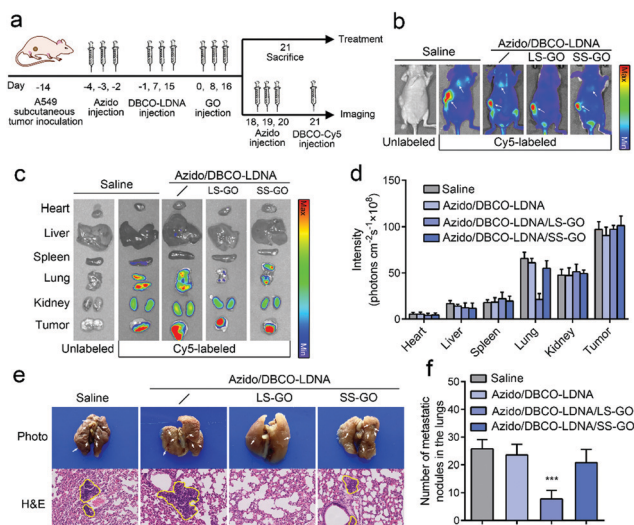 a
21
Sacrifice
Treatment
Day -14 -4, -3, -2 -1, 7, 15 0, 8, 16
A549
subcutaneous
tumor inoculation
Azido
injection
DBCO-LDNA
injection
GO
injection
18, 19, 20
Azido
injection
21
DBCO-Cy5
injection
Imaging
b
Azido/DBCO-LDNA
Saline / LS-GO SS-GO
Max
Min
Unlabeled Cy5-labeled
c
Azido/DBCO-LDNA
Saline / LS-GO SS-GO
Heart
Liver
Spleen
Lung
Kidney
Tumor
Max
Min
Unlabeled Cy5-labeled
d
Saline
Azido/DBCO-LDNA
Azido/DBCO-LDNA/LS-GO
Azido/DBCO-LDNA/SS-GO
Intensity
(photons cm⁻²s⁻¹×10⁸)
150
100
50
0
Heart Liver Spleen Lung Kidney Tumor
e
Azido/DBCO-LDNA
Saline / LS-GO SS-GO
Photo
H&E
f
Saline
Azido/DBCO-LDNA
Azido/DBCO-LDNA/LS-GO
Azido/DBCO-LDNA/SS-GO
Number of metastatic
nodules in the lungs
50
40
30
20
10
0
***